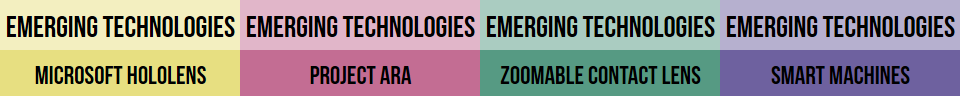 EMERGING TECHNOLOGIES EMERGING TECHNOLOGIES EMERGING TECHNOLOGIES EMERGING TECHNOLOGIES
MICROSOFT HOLOLENS PROJECT ARA ZOOMABLE CONTACT LENS SMART MACHINES